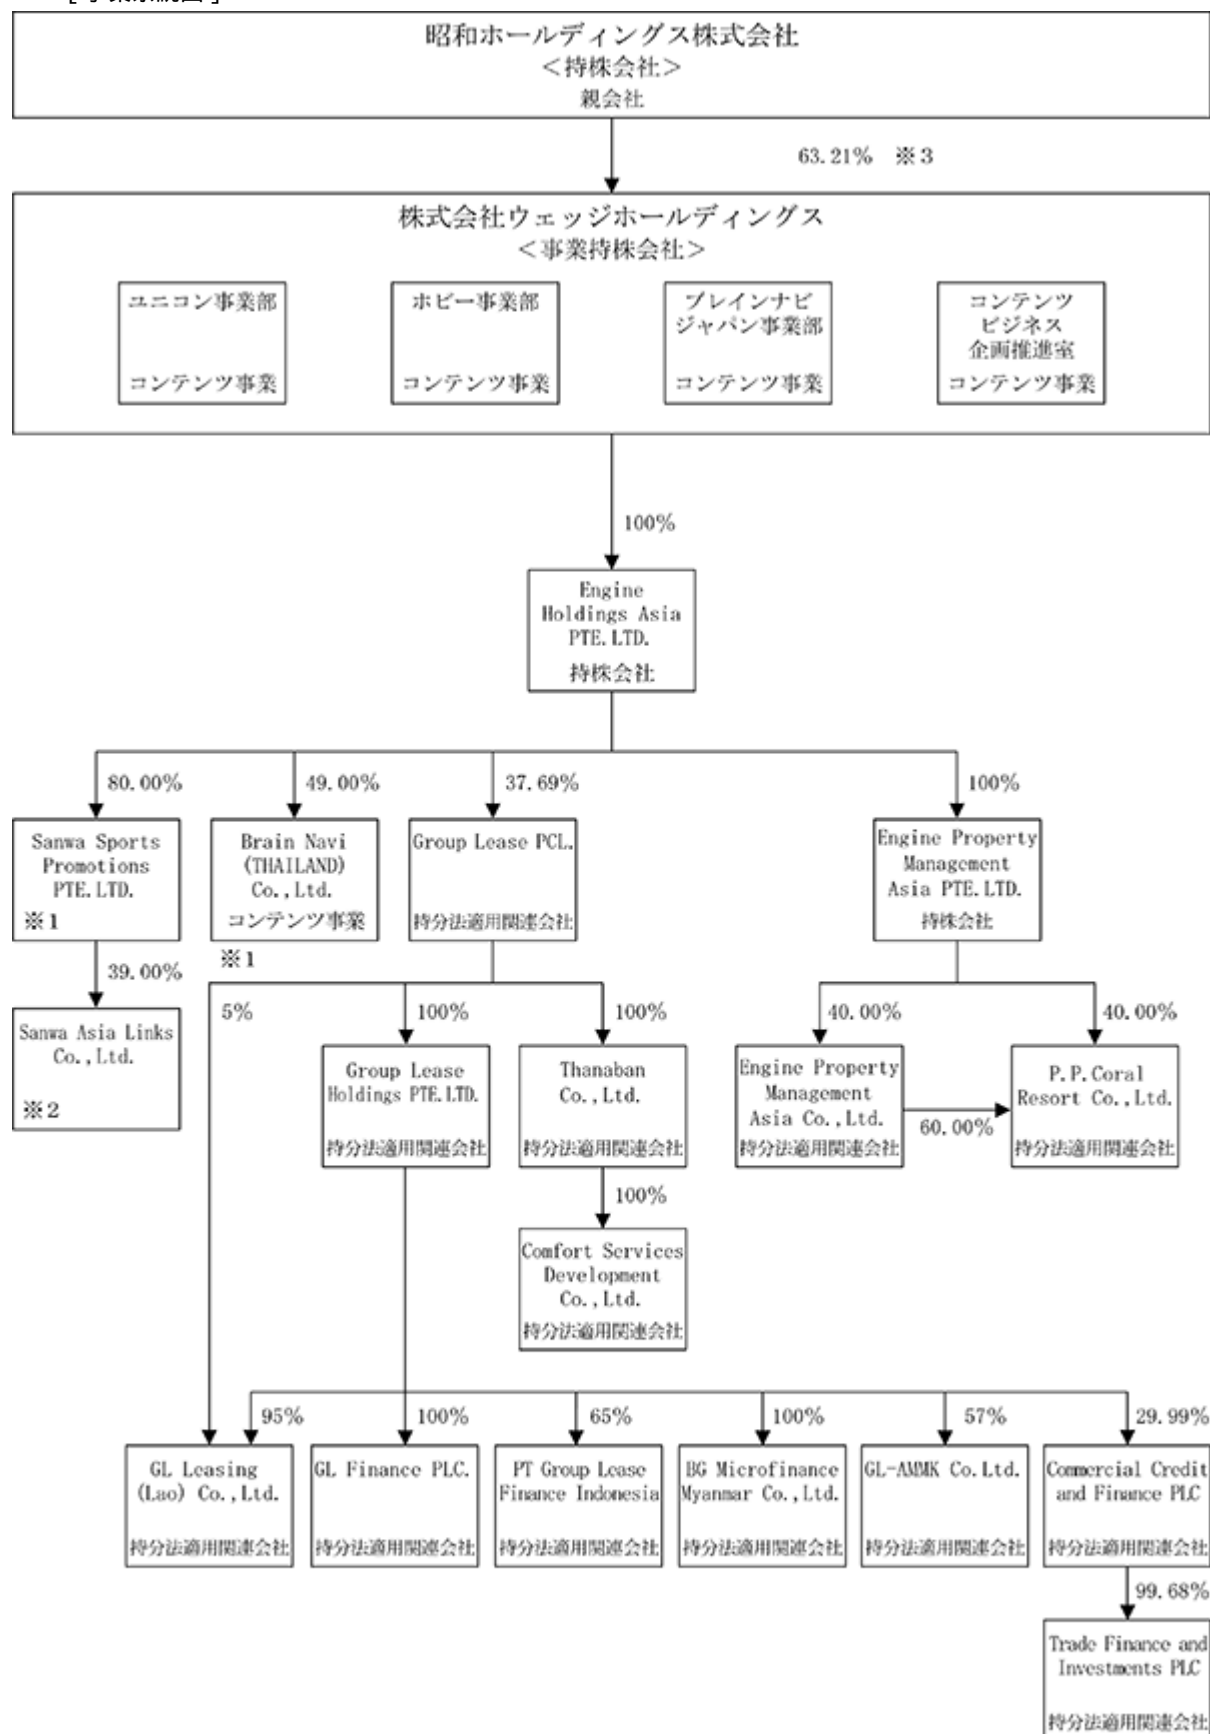 [事業系統図]
昭和ホールディングス株式会社
＜持株会社＞
親会社
63.21% ※3
株式会社ウェッジホールディングス
＜事業持株会社＞
ユニコン事業部
コンテンツ事業
ホビー事業部
コンテンツ事業
ブレインナビ
ジャパン事業部
コンテンツ事業
コンテンツ
ビジネス
企画推進室
コンテンツ事業
100%
Engine
Holdings Asia
PTE.LTD.
持株会社
80.00%
49.00%
37.69%
100%
Sanwa Sports
Promotions
PTE.LTD.
※1
Brain Navi
(THAILAND)
Co.,Ltd.
コンテンツ事業
※1
Group Lease PCL.
持分法適用関連会社
Engine Property
Management
Asia PTE.LTD.
持株会社
39.00%
5%
100%
100%
40.00%
40.00%
Sanwa Asia Links
Co.,Ltd.
※2
Group Lease
Holdings PTE.LTD.
持分法適用関連会社
Thanaban
Co.,Ltd.
持分法適用関連会社
Engine Property
Management
Asia Co.,Ltd.
持分法適用関連会社
60.00%
P.P.Coral
Resort Co.,Ltd.
持分法適用関連会社
100%
Comfort Services
Development
Co.,Ltd.
持分法適用関連会社
95%
100%
65%
100%
57%
29.99%
GL Leasing
(Lao) Co.,Ltd.
持分法適用関連会社
GL Finance PLC.
持分法適用関連会社
PT Group Lease
Finance Indonesia
持分法適用関連会社
BG Microfinance
Myanmar Co.,Ltd.
持分法適用関連会社
GL-AMMK Co.Ltd.
持分法適用関連会社
Commercial Credit
and Finance PLC
持分法適用関連会社
99.68%
Trade Finance and
Investments PLC
持分法適用関連会社